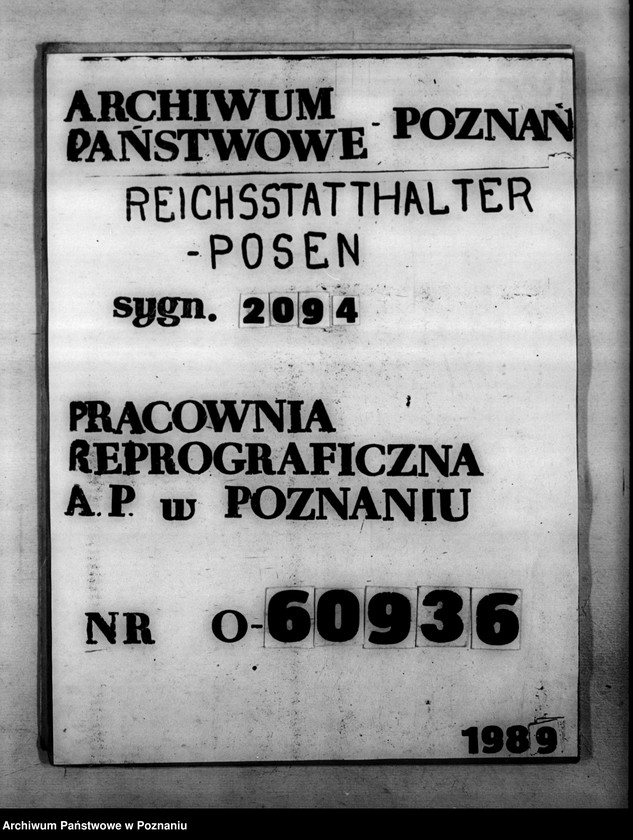 ARCHIWUM
PAŃSTWOWE - POZNAŃ
REICHSSTATTHALTER
-POSEN
sygn. 2094
PRACOWNIA
REPROGRAFICZNA
A.P. w POZNANIU
NR O-60936
1989
Archiwum Państwowe w Poznaniu